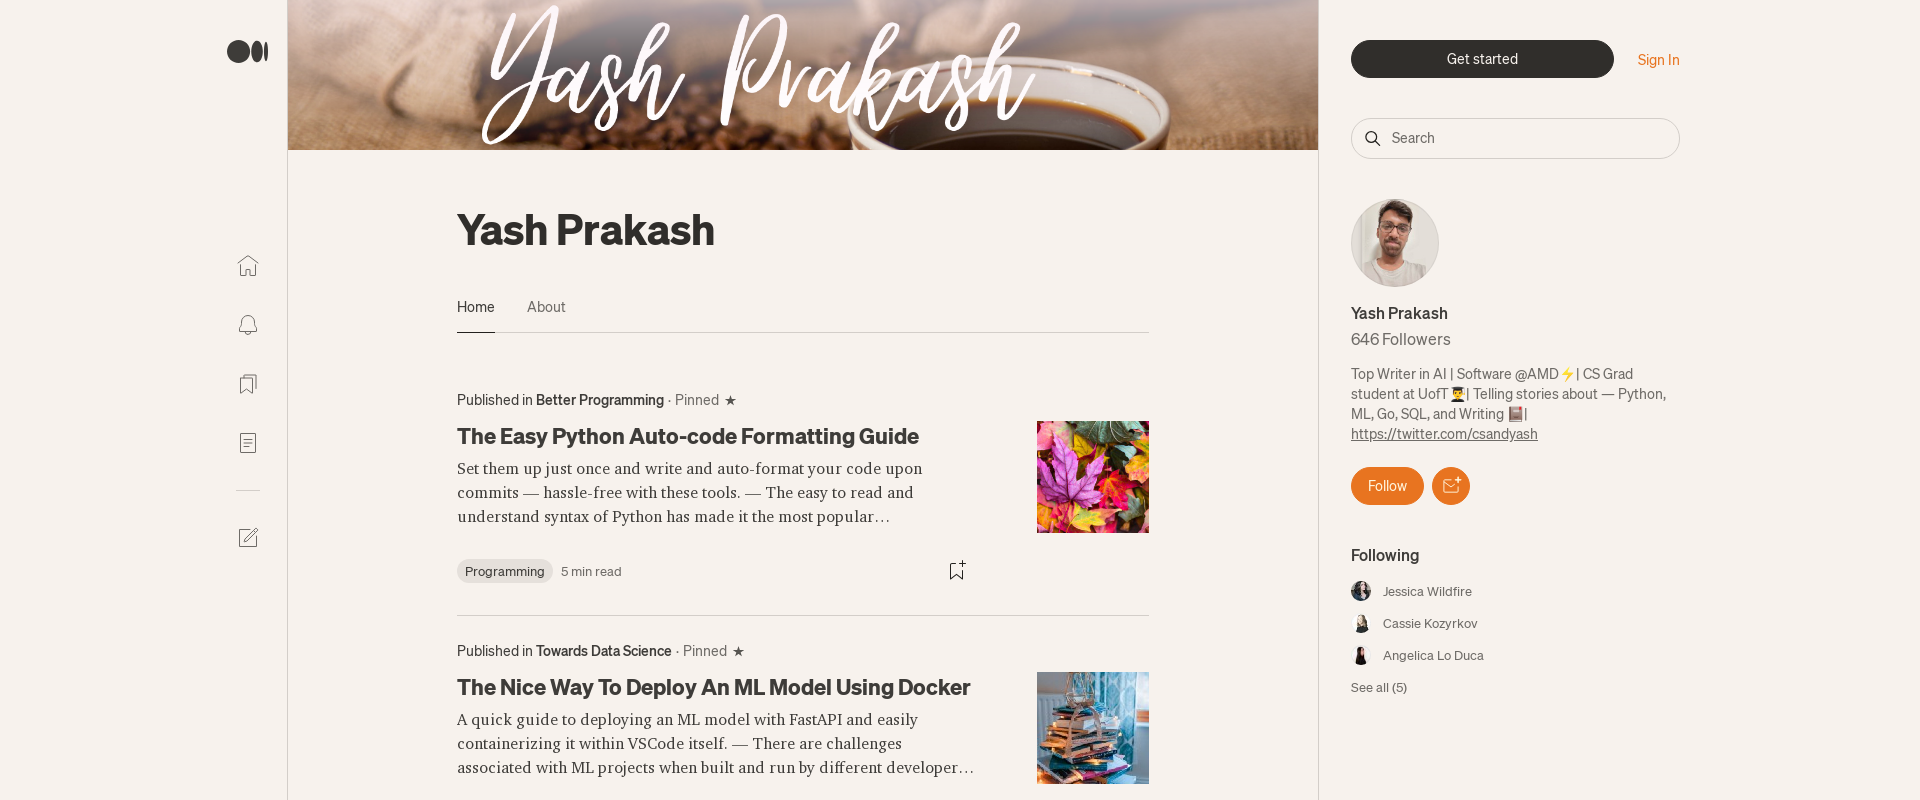 Yash Prakash
Get started
Sign In
Search
Yash Prakash
Home
About
Published in Better Programming · Pinned ★
The Easy Python Auto-code Formatting Guide
Set them up just once and write and auto-format your code upon
commits — hassle-free with these tools. — The easy to read and
understand syntax of Python has made it the most popular…
Programming
5 min read
Published in Towards Data Science · Pinned ★
The Nice Way To Deploy An ML Model Using Docker
A quick guide to deploying an ML model with FastAPI and easily
containerizing it within VSCode itself. — There are challenges
associated with ML projects when built and run by different developer…
Yash Prakash
646 Followers
Top Writer in AI | Software @AMD⚡| CS Grad
student at UofT👨‍🎓| Telling stories about — Python,
ML, Go, SQL, and Writing 📔|
https://twitter.com/csandyash
Follow
Following
Jessica Wildfire
Cassie Kozyrkov
Angelica Lo Duca
See all (5)